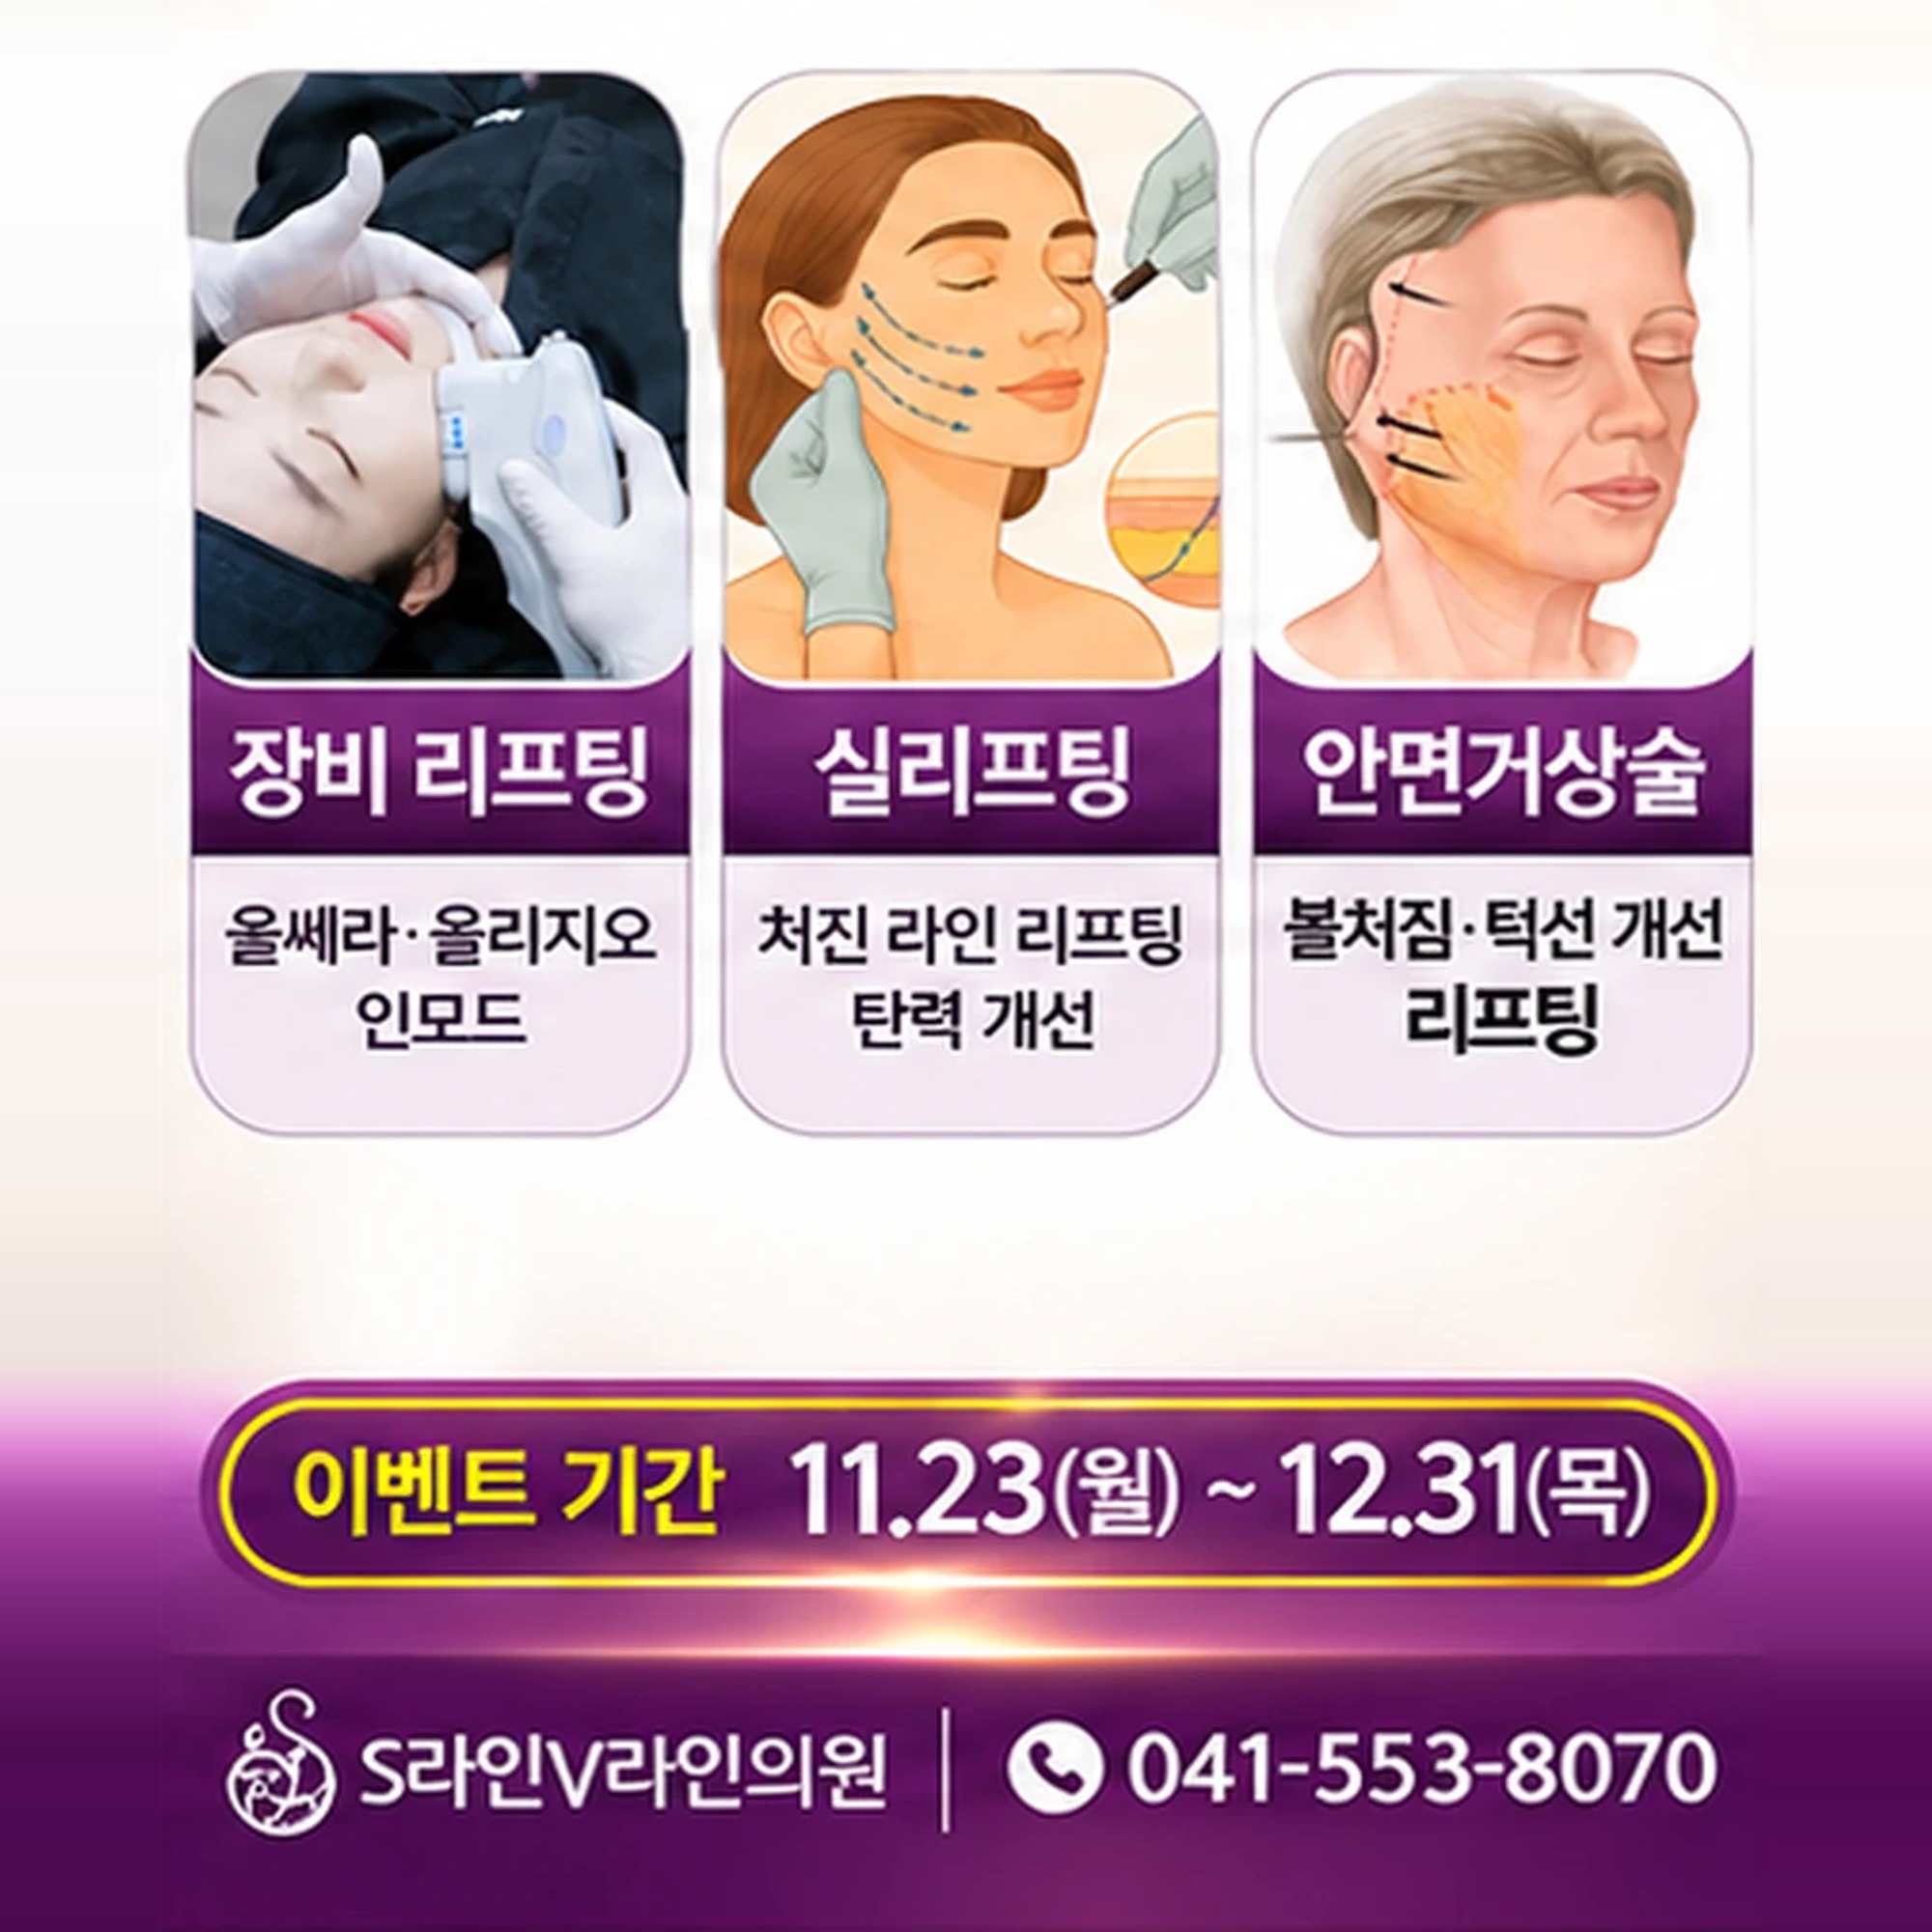 장비 리프팅
올쎄라·올리지오
인모드
실리프팅
처진 라인 리프팅
탄력 개선
안면거상술
볼처짐·턱선 개선
리프팅
이벤트 기간 11.23(월) ~ 12.31(목)
S라인V라인의원 041-553-8070